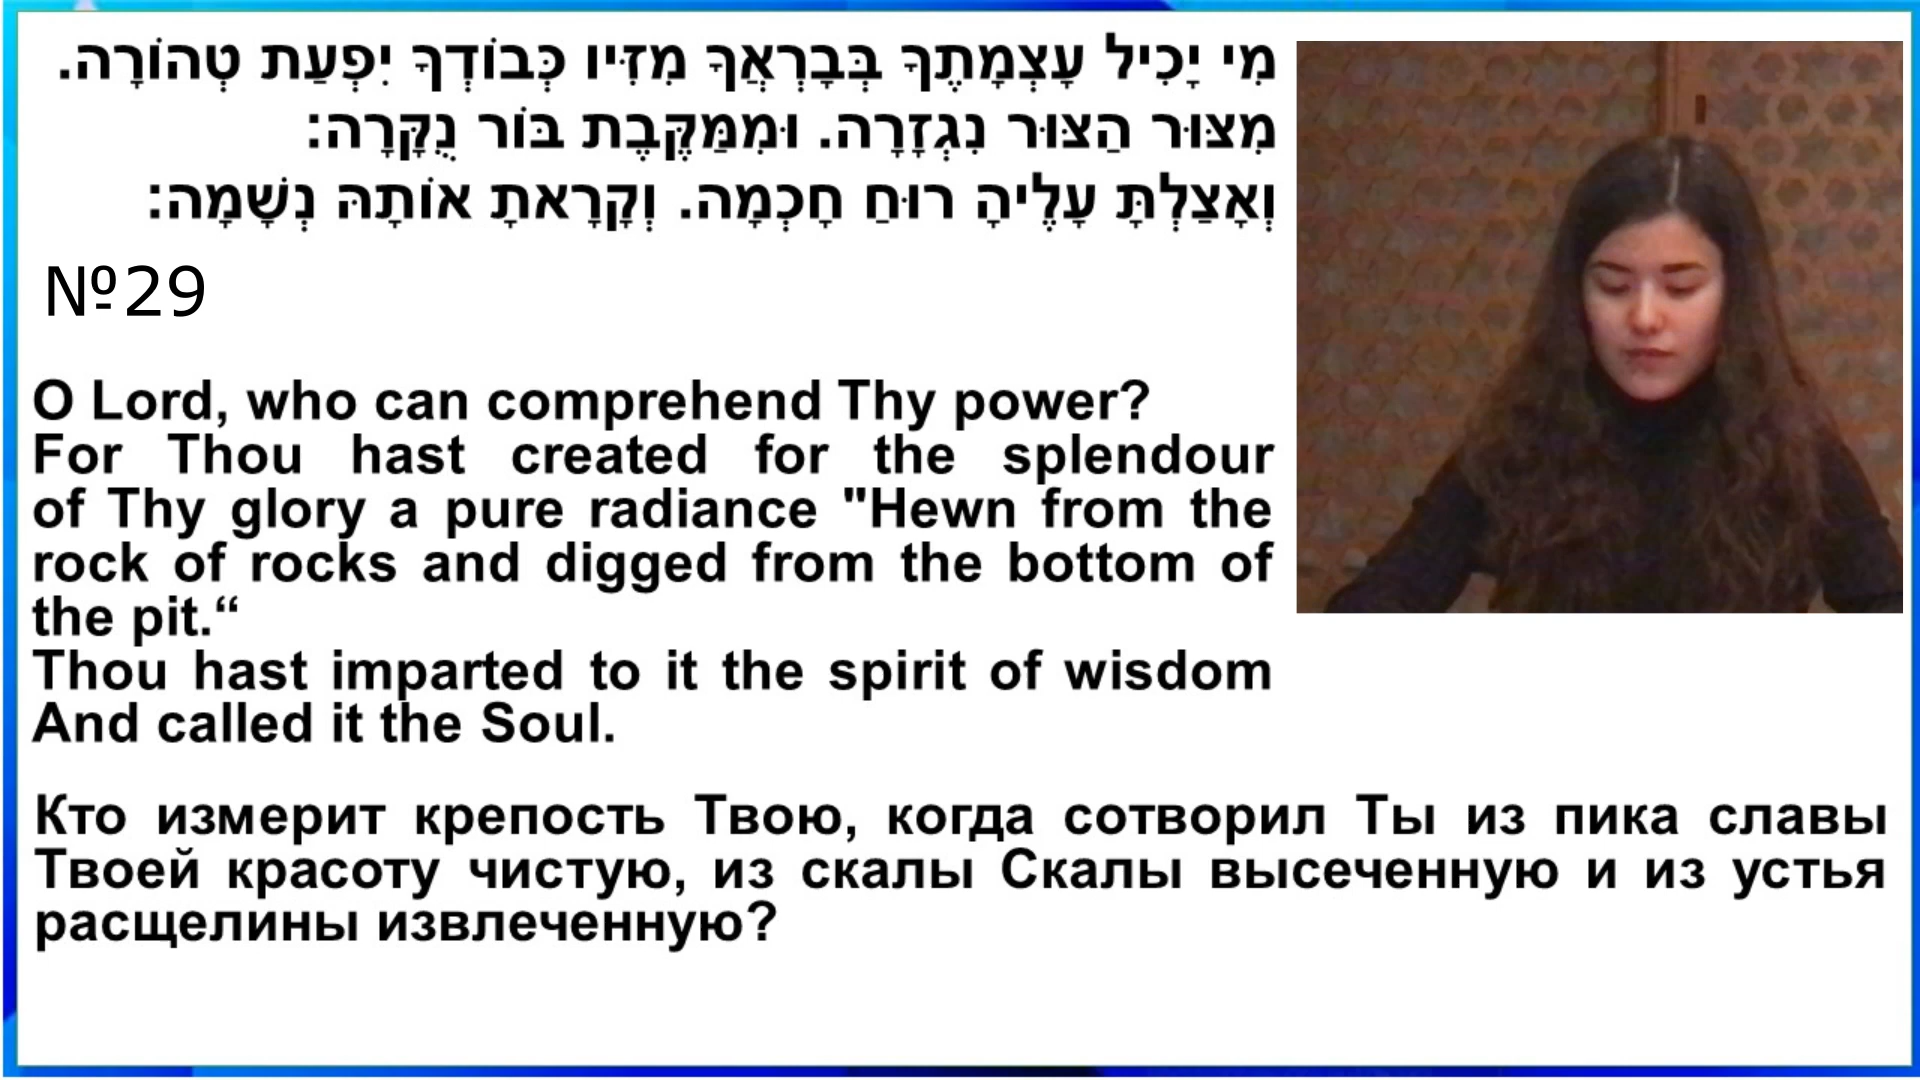 מִי יָכִיל עָצְמָתֶךָ בְּבָרְאֲךָ מִזִּיו כְּבוֹדְךָ יִפְעַת טְהוֹרָה.
מִצּוּר הַצּוּר נִגְזָרָה. וּמִמַּקֶּבֶת בּוֹר נֻקָּרָה:
וְאָצַלְתָּ עָלֶיהָ רוּחַ חָכְמָה. וְקָרָאתָ אוֹתָהּ נְשָׁמָה:
№29
O Lord, who can comprehend Thy power?
For Thou hast created for the splendour
of Thy glory a pure radiance "Hewn from the
rock of rocks and digged from the bottom of
the pit.“
Thou hast imparted to it the spirit of wisdom
And called it the Soul.
Кто измерит крепость Твою, когда сотворил Ты из пика славы
Твоей красоту чистую, из скалы Скалы высеченную и из устья
расщелины извлеченную?